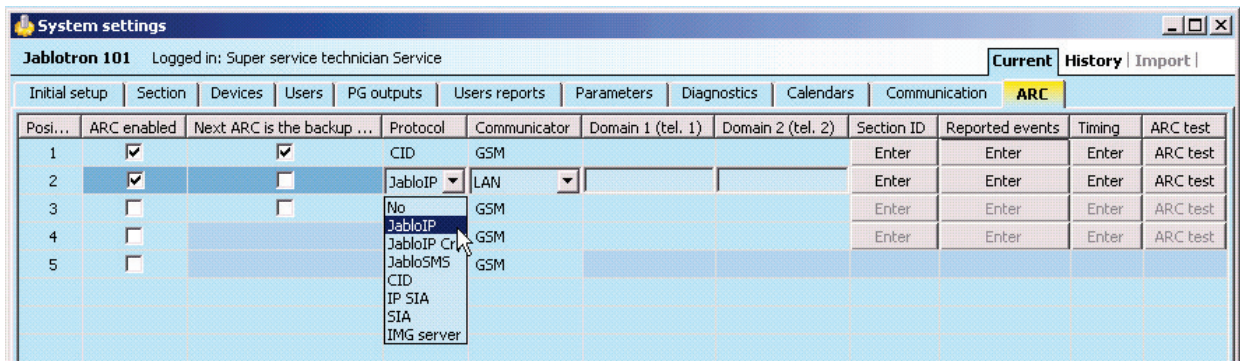 System settings
Jablotron 101 Logged in: Super service technician Service Current History Import
Initial setup Section Devices Users PG outputs Users reports Parameters Diagnostics Calendars Communication ARC
Posi... ARC enabled Next ARC is the backup ... Protocol Communicator Domain 1 (tel. 1) Domain 2 (tel. 2) Section ID Reported events Timing ARC test
1 CID GSM Enter Enter Enter ARC test
2 JabloIP LAN Enter Enter Enter ARC test
3 GSM Enter Enter Enter ARC test
4 GSM Enter Enter Enter ARC test
5 GSM
No
JabloIP
JabloIP Cr
JabloSMS
CID
IP SIA
SIA
IMG server